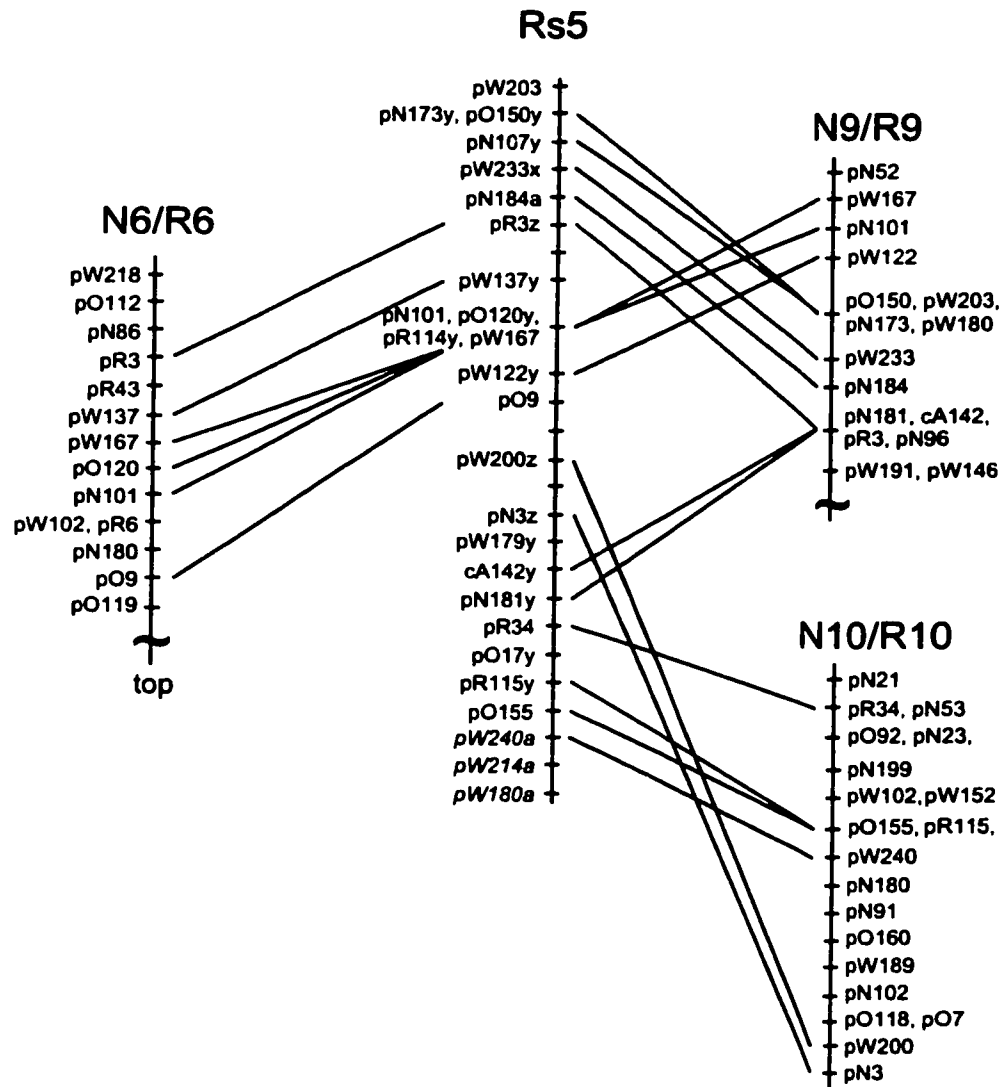 Rs5
pW203
pN173y, pO150y
pN107y
pW233x
pN184a
pR3z
pW137y
pN101, pO120y,
pR114y, pW167
pW122y
pO9
pW200z
pN3z
pW179y
cA142y
pN181y
pR34
pO17y
pR115y
pO155
pW240a
pW214a
pW180a
N6/R6
pW218
pO112
pN86
pR3
pR43
pW137
pW167
pO120
pN101
pW102, pR6
pN180
pO9
pO119
top
N9/R9
pN52
pW167
pN101
pW122
pO150, pW203,
pN173, pW180
pW233
pN184
pN181, cA142,
pR3, pN96
pW191, pW146
N10/R10
pN21
pR34, pN53
pO92, pN23,
pN199
pW102,pW152
pO155, pR115,
pW240
pN180
pN91
pO160
pW189
pN102
pO118, pO7
pW200
pN3